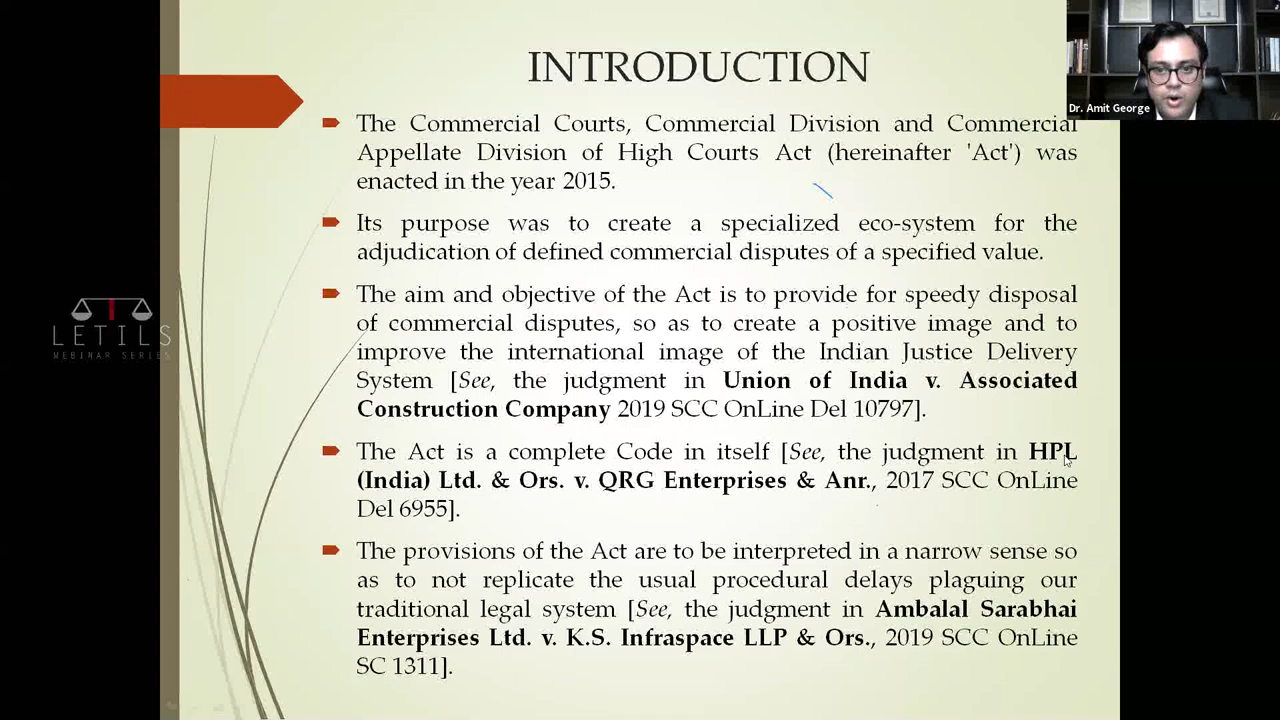 INTRODUCTION
Dr. Amit George
The Commercial Courts, Commercial Division and Commercial
Appellate Division of High Courts Act (hereinafter 'Act') was
enacted in the year 2015.
Its purpose was to create a specialized eco-system for the
adjudication of defined commercial disputes of a specified value.
The aim and objective of the Act is to provide for speedy disposal
of commercial disputes, so as to create a positive image and to
improve the international image of the Indian Justice Delivery
System [See, the judgment in Union of India v. Associated
Construction Company 2019 SCC OnLine Del 10797].
The Act is a complete Code in itself [See, the judgment in HPL
(India) Ltd. & Ors. v. QRG Enterprises & Anr., 2017 SCC OnLine
Del 6955].
The provisions of the Act are to be interpreted in a narrow sense so
as to not replicate the usual procedural delays plaguing our
traditional legal system [See, the judgment in Ambalal Sarabhai
Enterprises Ltd. v. K.S. Infraspace LLP & Ors., 2019 SCC OnLine
SC 1311].
LETILS
WEBINAR SERIES